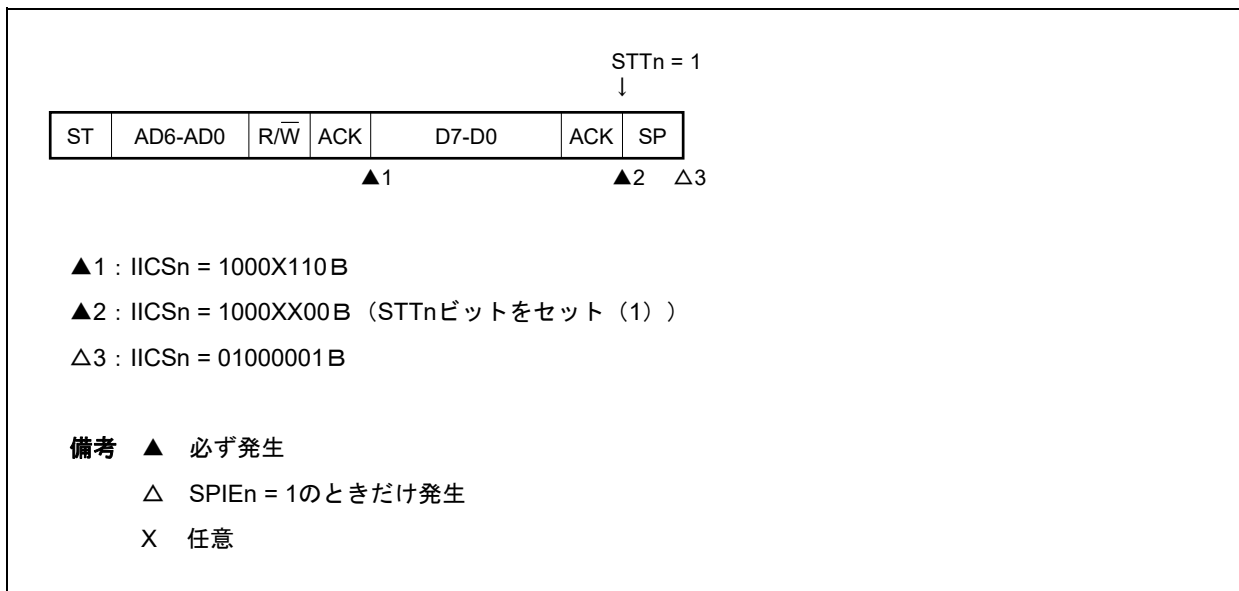 STTn = 1
↓
ST AD6-AD0 R/W̅ ACK D7-D0 ACK SP
▲1 ▲2 △3
▲1：IICSn = 1000X110B
▲2：IICSn = 1000XX00B（STTnビットをセット（1））
△3：IICSn = 01000001B
備考 ▲ 必ず発生
△ SPIEn = 1のときだけ発生
X 任意